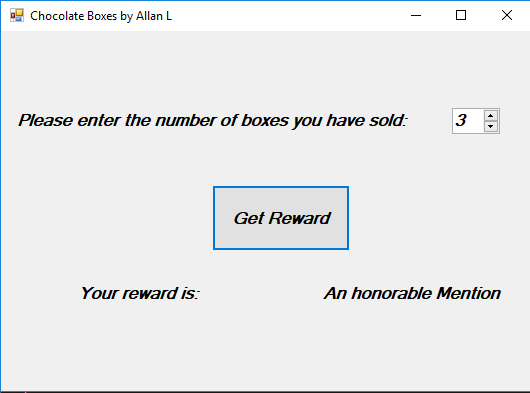 Chocolate Boxes by Allan L
Please enter the number of boxes you have sold: 3
Get Reward
Your reward is: An honorable Mention